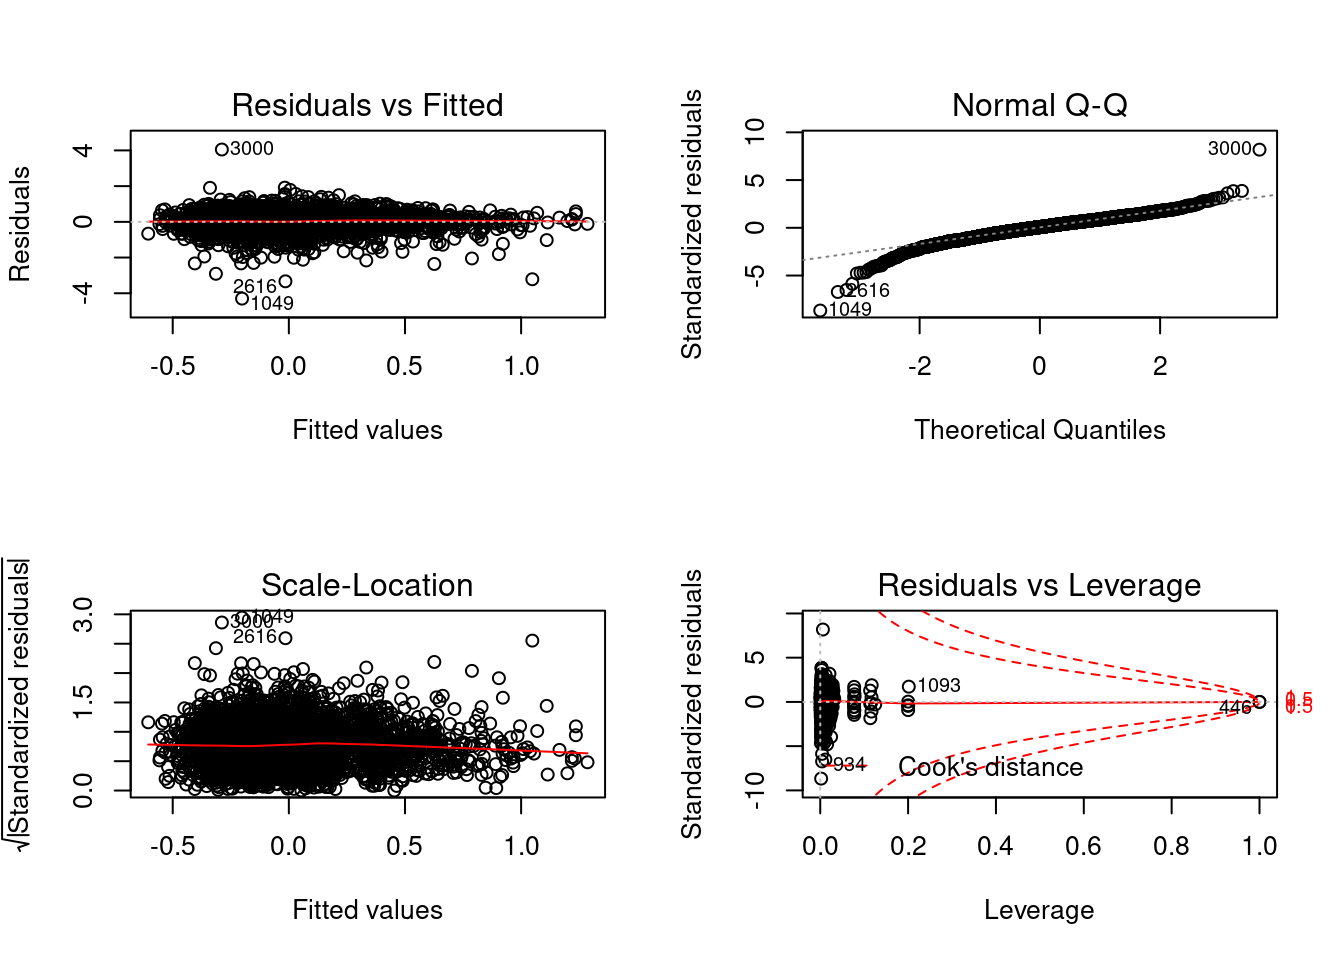 Residuals vs Fitted
Residuals
4
0
-4
3000
2616
1049
-0.5 0.0 0.5 1.0
Fitted values
Normal Q-Q
Standardized residuals
10
5
0
-5
3000
2616
1049
-2 0 2
Theoretical Quantiles
Scale-Location
√|Standardized residuals|
3.0
1.5
0.0
1049
3000
2616
-0.5 0.0 0.5 1.0
Fitted values
Residuals vs Leverage
Standardized residuals
5
0
-10
1093
446
934
Cook's distance
0.5
0.0 0.2 0.4 0.6 0.8 1.0
Leverage